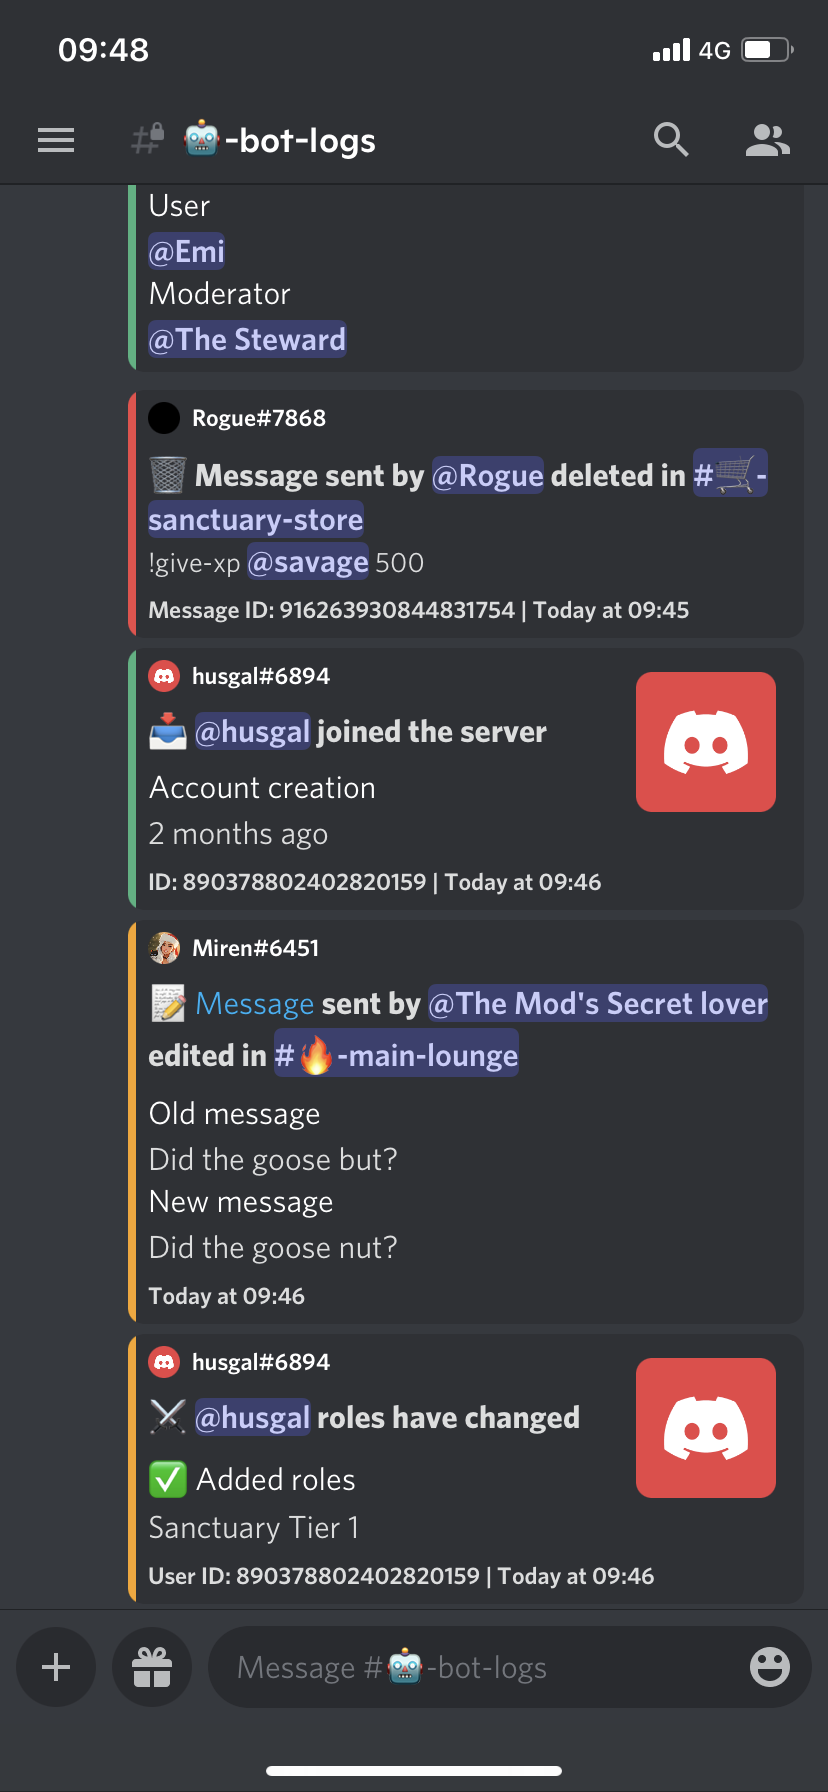 09:48
4G
🤖-bot-logs
User
@Emi
Moderator
@The Steward
Rogue#7868
🗑️ Message sent by @Rogue deleted in #🛒-
sanctuary-store
!give-xp @savage 500
Message ID: 916263930844831754 | Today at 09:45
husgal#6894
📥 @husgal joined the server
Account creation
2 months ago
ID: 890378802402820159 | Today at 09:46
Miren#6451
📝 Message sent by @The Mod's Secret lover
edited in #🔥-main-lounge
Old message
Did the goose but?
New message
Did the goose nut?
Today at 09:46
husgal#6894
⚔️ @husgal roles have changed
✅ Added roles
Sanctuary Tier 1
User ID: 890378802402820159 | Today at 09:46
Message #🤖-bot-logs